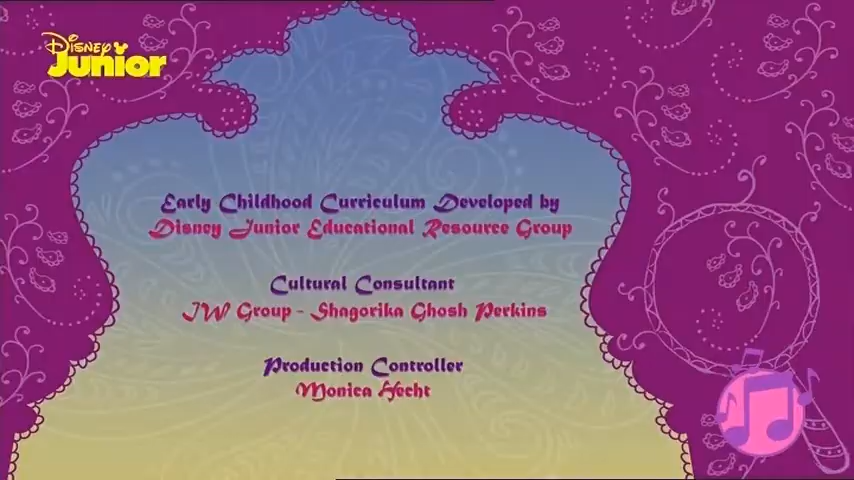 Disney
Junior
Early Childhood Curriculum Developed by
Disney Junior Educational Resource Group
Cultural Consultant
IW Group - Shagorika Ghosh Perkins
Production Controller
Monica Hecht